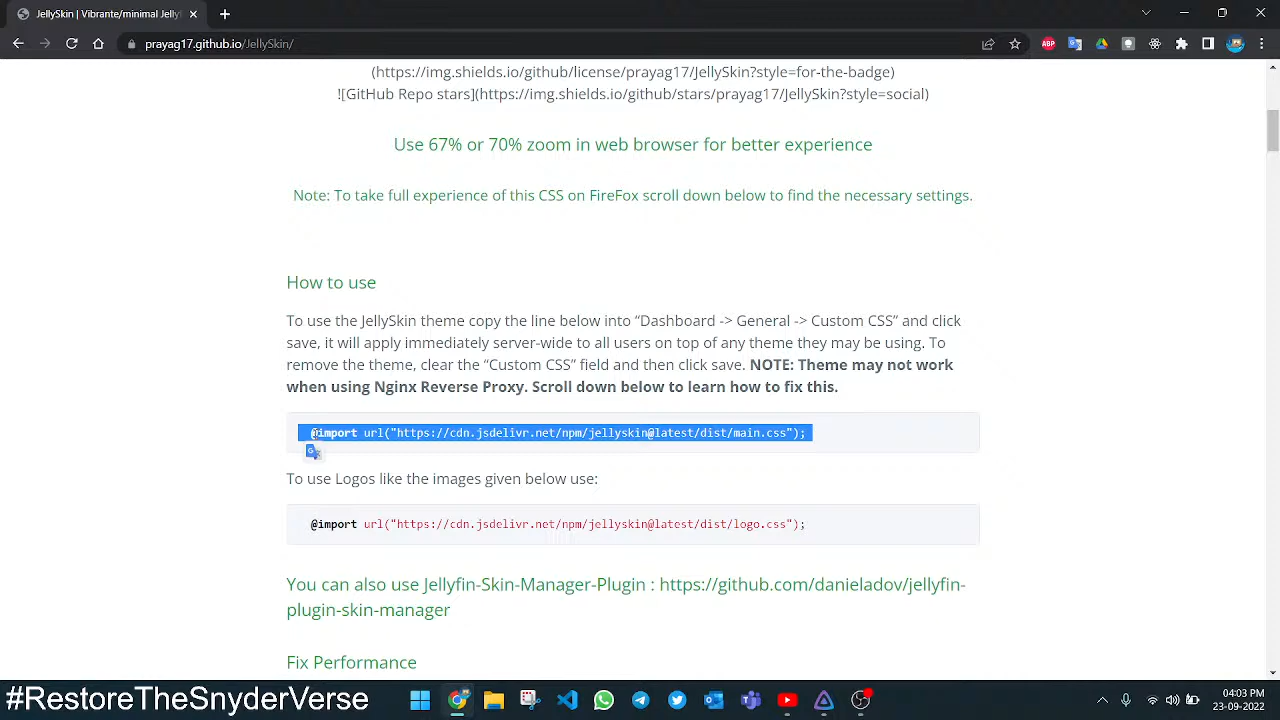 JellySkin | Vibrante/minimal Jellyf
prayag17.github.io/JellySkin/
ABP
(https://img.shields.io/github/license/prayag17/JellySkin?style=for-the-badge)
![GitHub Repo stars](https://img.shields.io/github/stars/prayag17/JellySkin?style=social)
Use 67% or 70% zoom in web browser for better experience
Note: To take full experience of this CSS on FireFox scroll down below to find the necessary settings.
How to use
To use the JellySkin theme copy the line below into “Dashboard -> General -> Custom CSS” and click
save, it will apply immediately server-wide to all users on top of any theme they may be using. To
remove the theme, clear the “Custom CSS” field and then click save. NOTE: Theme may not work
when using Nginx Reverse Proxy. Scroll down below to learn how to fix this.
@import url("https://cdn.jsdelivr.net/npm/jellyskin@latest/dist/main.css");
To use Logos like the images given below use:
@import url("https://cdn.jsdelivr.net/npm/jellyskin@latest/dist/logo.css");
You can also use Jellyfin-Skin-Manager-Plugin : https://github.com/danieladov/jellyfin-
plugin-skin-manager
Fix Performance
#RestoreTheSnyderVerse
04:03 PM
23-09-2022